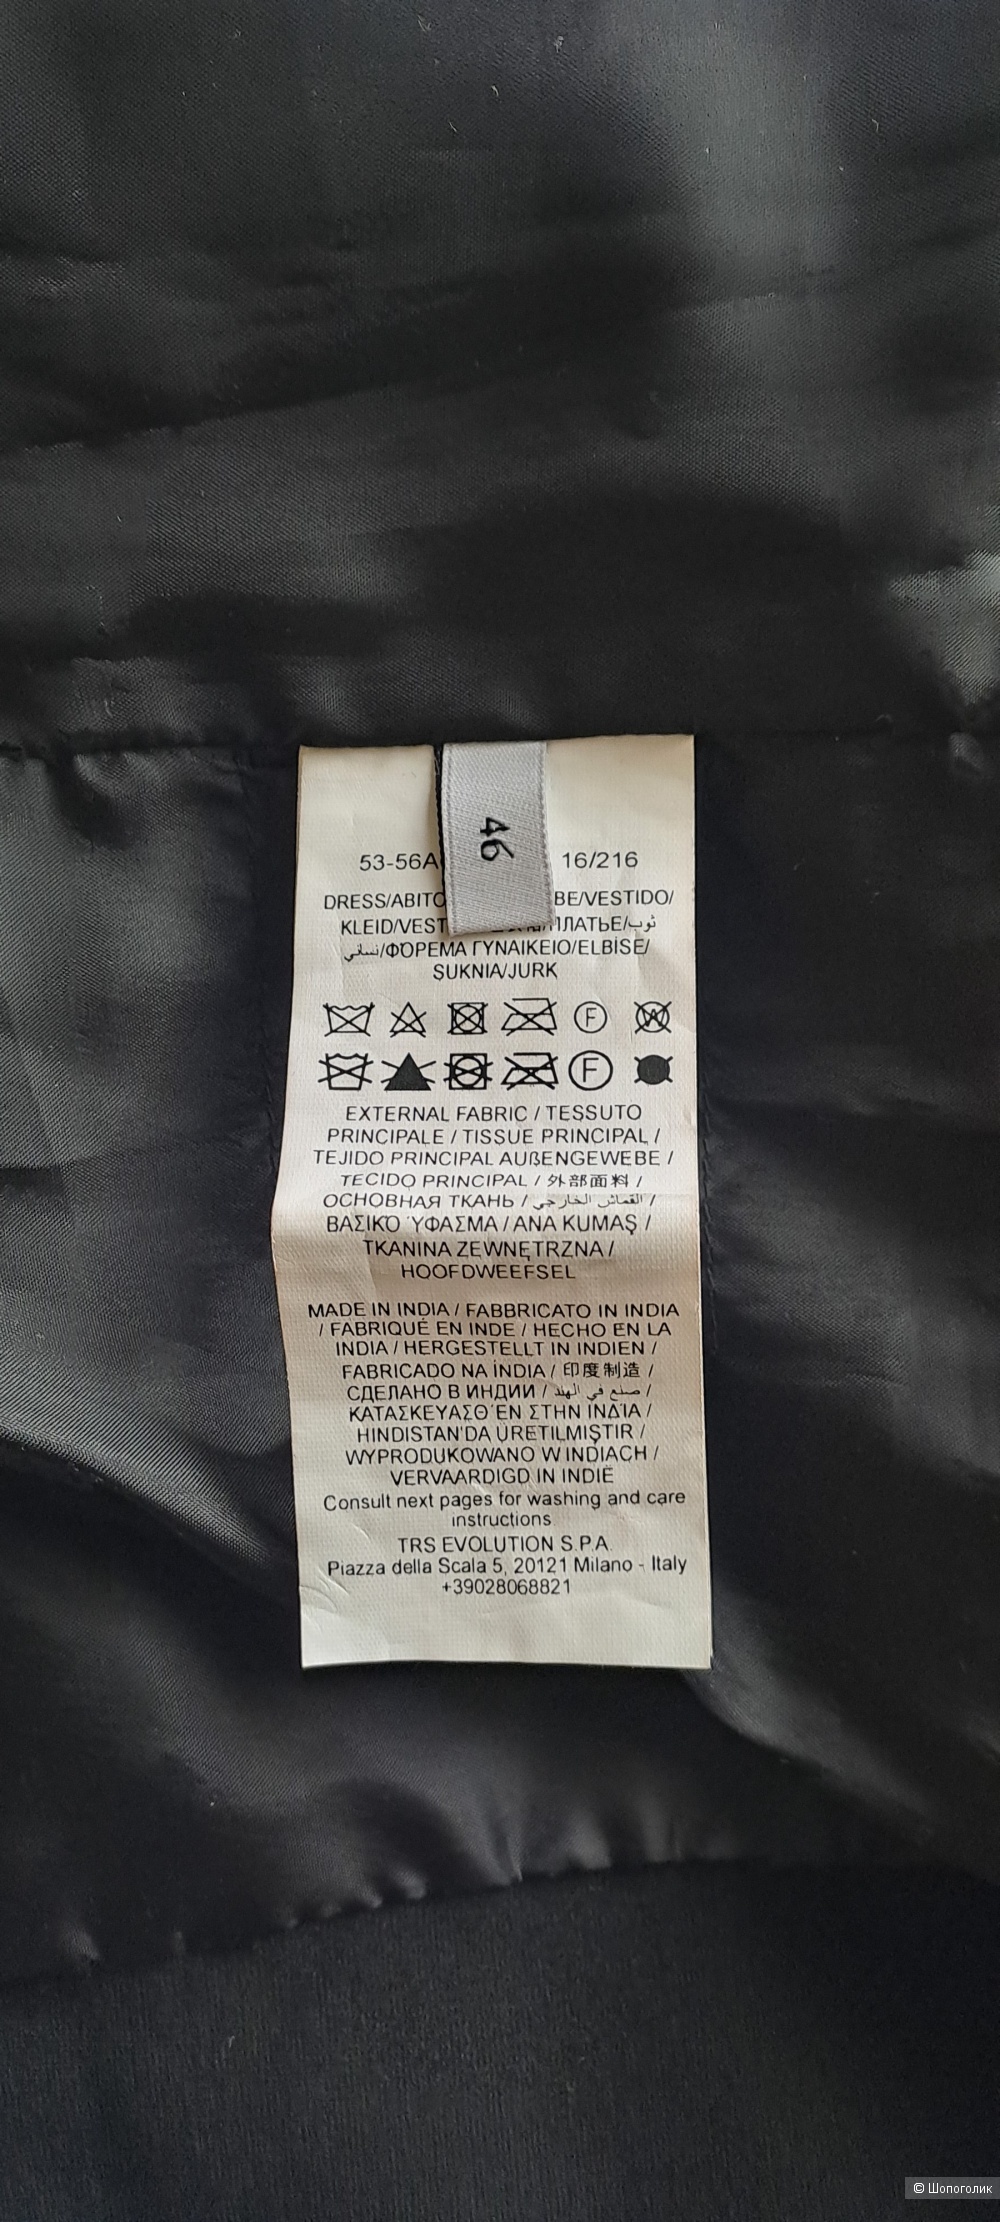 46
53-56A 16/216
DRESS/ABITO BE/VESTIDO/
KLEID/VEST ПЛАТЬЕ/ثوب
نسائي/ΦΌΡΕΜΑ ΓΥΝΑΙΚΕΙΟ/ELBİSE/
SUKNIA/JURK
F W
F
EXTERNAL FABRIC / TESSUTO
PRINCIPALE / TISSUE PRINCIPAL /
TEJIDO PRINCIPAL AUßENGEWEBE /
TECIDO PRINCIPAL / 外部面料 /
ОСНОВНАЯ ТКАНЬ / القماش الخارجي /
ΒΑΣΙΚΌ ΎΦΑΣΜΑ / ANA KUMAŞ /
TKANINA ZEWNĘTRZNA /
HOOFDWEEFSEL
MADE IN INDIA / FABBRICATO IN INDIA
/ FABRIQUÉ EN INDE / HECHO EN LA
INDIA / HERGESTELLT IN INDIEN /
FABRICADO NA ÍNDIA / 印度制造 /
СДЕЛАНО В ИНДИИ / صنع في الهند /
ΚΑΤΑΣΚΕΥΑΣΘΈΝ ΣΤΗΝ ΙΝΔΊΑ /
HINDISTAN'DA ÜRETILMIŞTIR /
WYPRODUKOWANO W INDIACH /
VERVAARDIGD IN INDIË
Consult next pages for washing and care
instructions
TRS EVOLUTION S.P.A.
Piazza della Scala 5, 20121 Milano - Italy
+39028068821
© Шопоголик